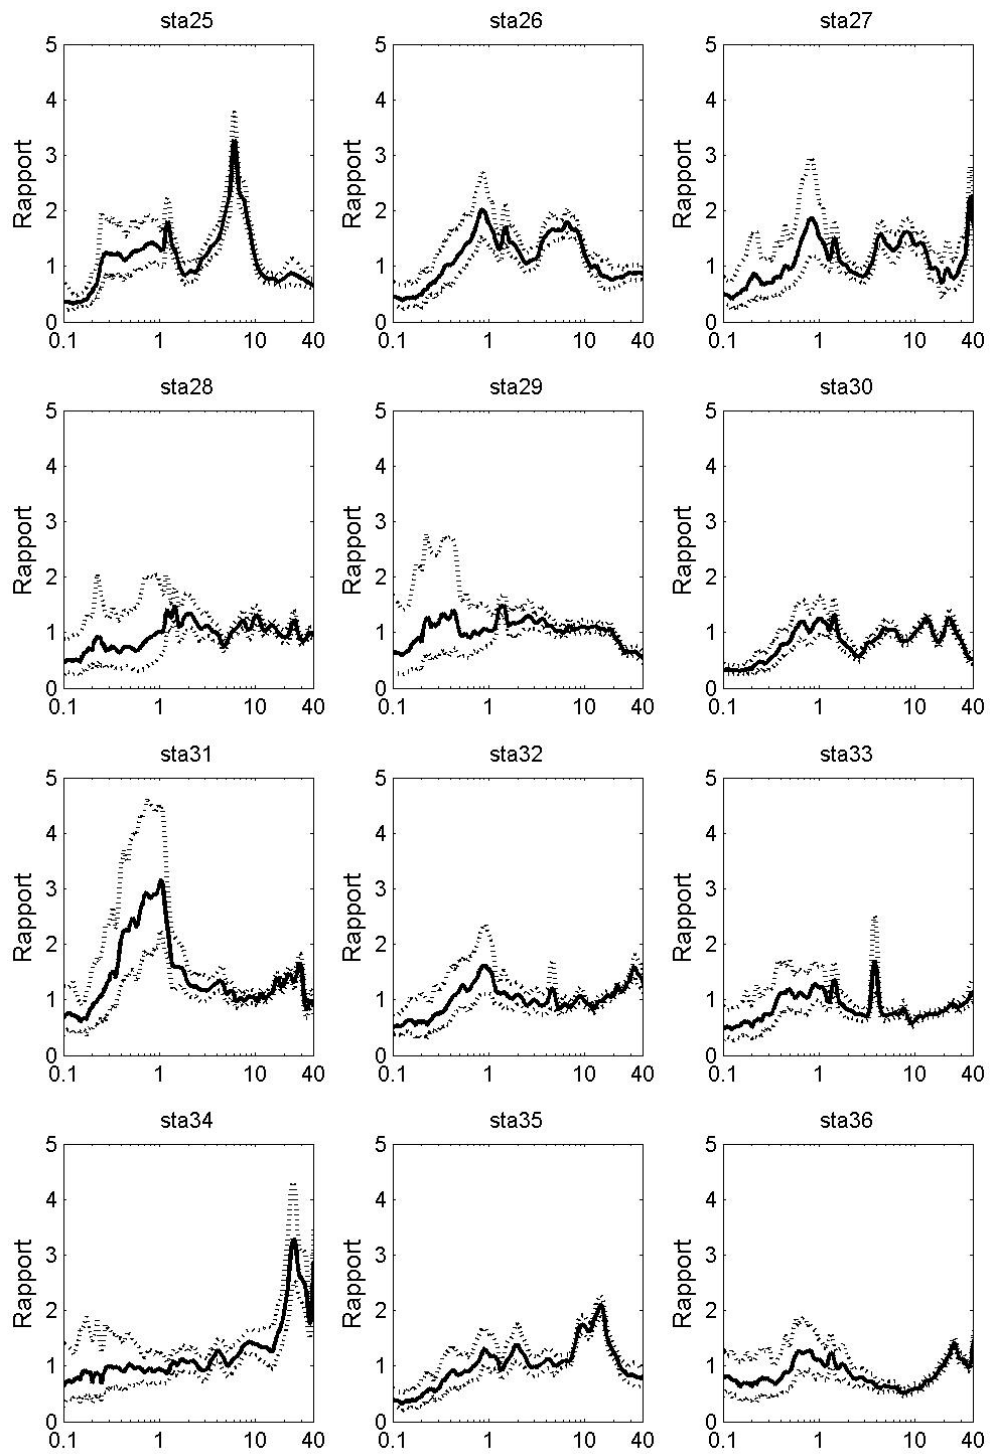 sta25 sta26 sta27
5 5 5
4 4 4
3 3 3
2 2 2
1 1 1
0 0 0
Rapport Rapport Rapport
0.1 1 10 40 0.1 1 10 40 0.1 1 10 40
sta28 sta29 sta30
5 5 5
4 4 4
3 3 3
2 2 2
1 1 1
0 0 0
Rapport Rapport Rapport
0.1 1 10 40 0.1 1 10 40 0.1 1 10 40
sta31 sta32 sta33
5 5 5
4 4 4
3 3 3
2 2 2
1 1 1
0 0 0
Rapport Rapport Rapport
0.1 1 10 40 0.1 1 10 40 0.1 1 10 40
sta34 sta35 sta36
5 5 5
4 4 4
3 3 3
2 2 2
1 1 1
0 0 0
Rapport Rapport Rapport
0.1 1 10 40 0.1 1 10 40 0.1 1 10 40